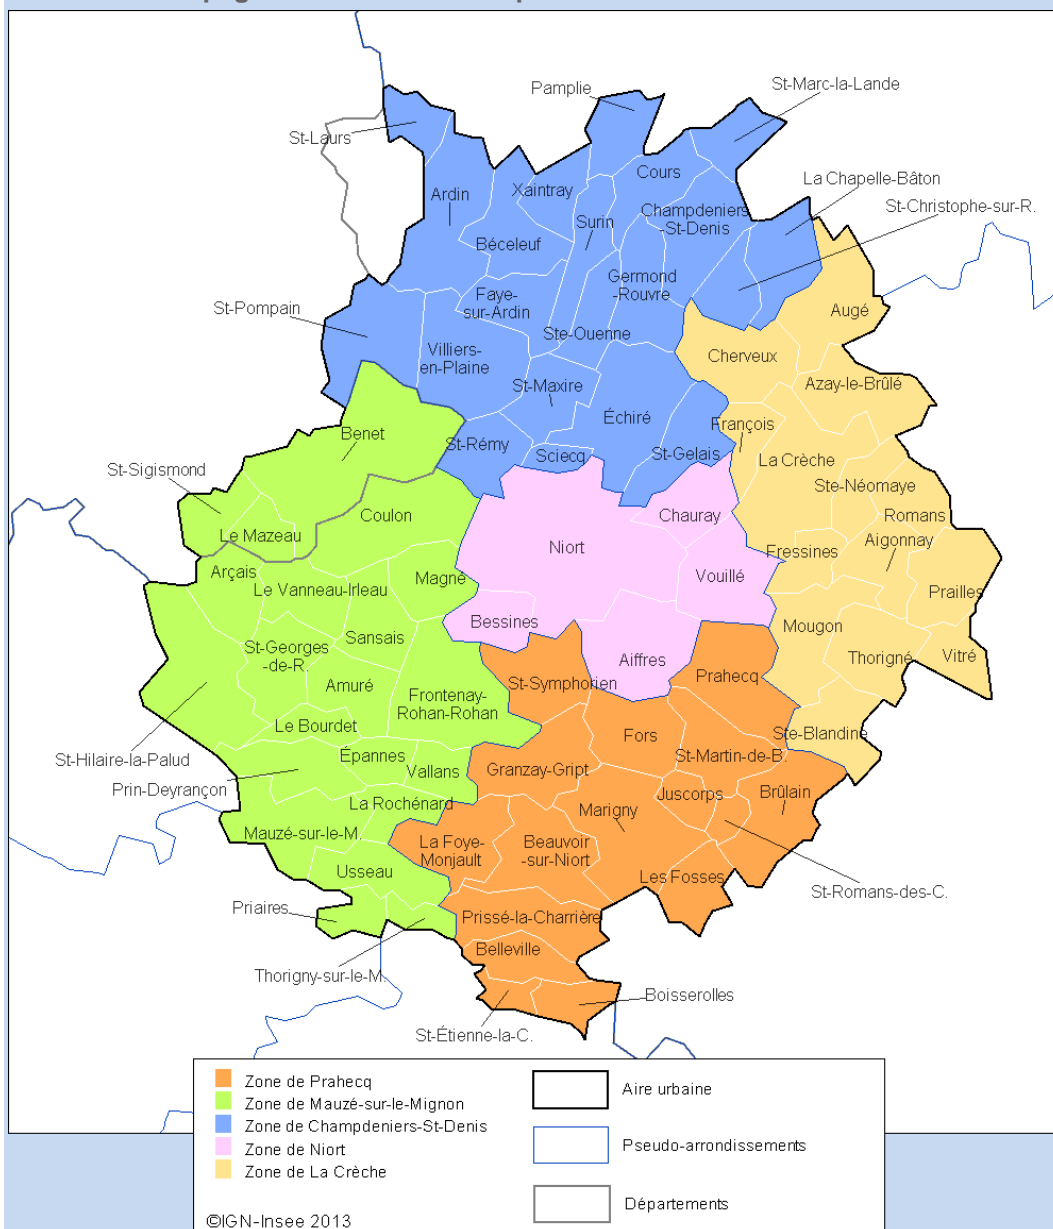 Pamplie
St-Marc-la-Lande
St-Laurs
Cours
Xaintray
La Chapelle-Bâton
Ardin
St-Christophe-sur-R.
Surin
Champdeniers
-St-Denis
Béceleuf
Germond
-Rouvre
Faye-
sur-Ardin
St-Pompain
Augé
Ste-Ouenne
Villiers-
en-Plaine
Cherveux
St-Maxire
Azay-le-Brûlé
Échiré
François
Benet
St-Rémy
Sciecq
St-Gelais
La Crèche
St-Sigismond
Ste-Néomaye
Coulon
Romans
Chauray
Le Mazeau
Aigonnay
Niort
Fressines
Arçais
Magné
Vouillé
Le Vanneau-Irleau
Prailles
Bessines
Mougon
Sansais
St-Georges
-de-R.
Aiffres
Thorigné
Vitré
Prahecq
St-Symphorien
Amuré
Frontenay-
Rohan-Rohan
Le Bourdet
Ste-Blandine
Fors
St-Hilaire-la-Palud
Épannes
St-Martin-de-B.
Vallans
Granzay-Gript
Prin-Deyrançon
Juscorps
Brûlain
La Rochénard
Marigny
Mauzé-sur-le-M.
La Foye-
Monjault
Beauvoir
-sur-Niort
Usseau
Les Fosses
St-Romans-des-C.
Priaires
Prissé-la-Charrière
Belleville
Thorigny-sur-le-M.
Boisserolles
St-Étienne-la-C.
Zone de Prahecq
Zone de Mauzé-sur-le-Mignon
Zone de Champdeniers-St-Denis
Zone de Niort
Zone de La Crèche
Aire urbaine
Pseudo-arrondissements
Départements
©IGN-Insee 2013